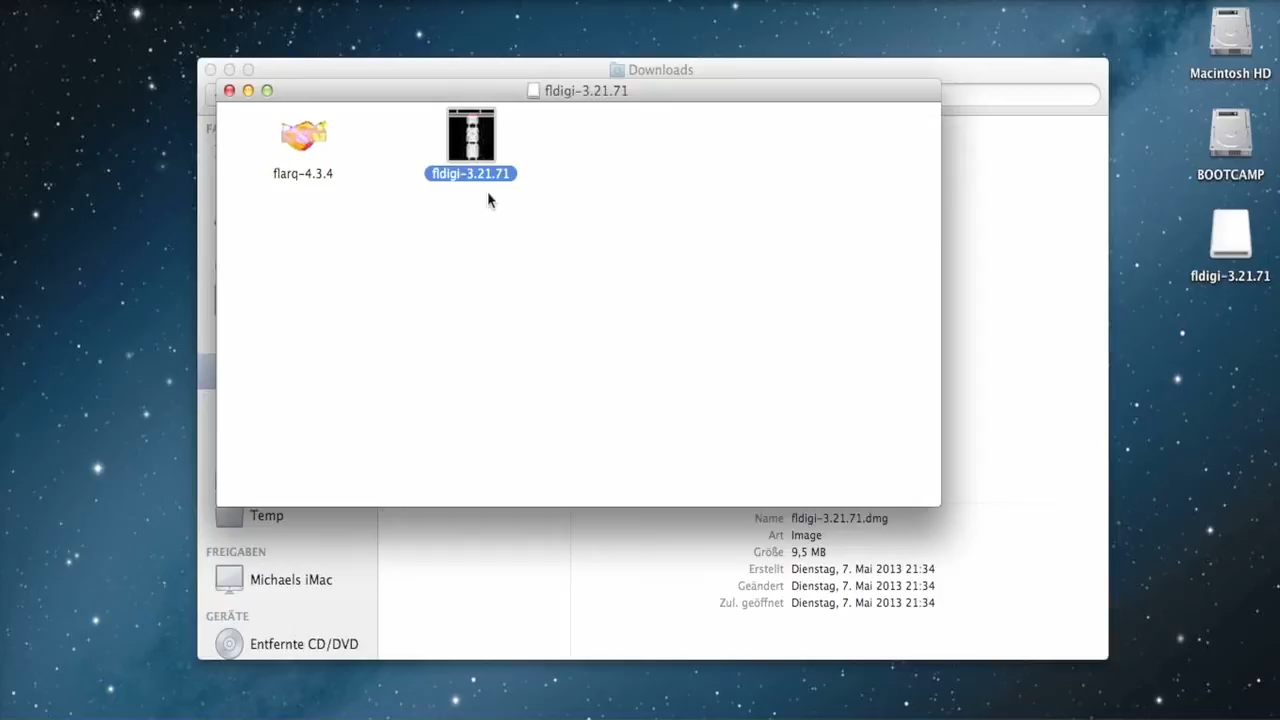 Downloads
fldigi-3.21.71
flarq-4.3.4
fldigi-3.21.71
Temp
FREIGABEN
Michaels iMac
GERÄTE
Entfernte CD/DVD
Name fldigi-3.21.71.dmg
Art Image
Größe 9,5 MB
Erstellt Dienstag, 7. Mai 2013 21:34
Geändert Dienstag, 7. Mai 2013 21:34
Zul. geöffnet Dienstag, 7. Mai 2013 21:34
Macintosh HD
BOOTCAMP
fldigi-3.21.71